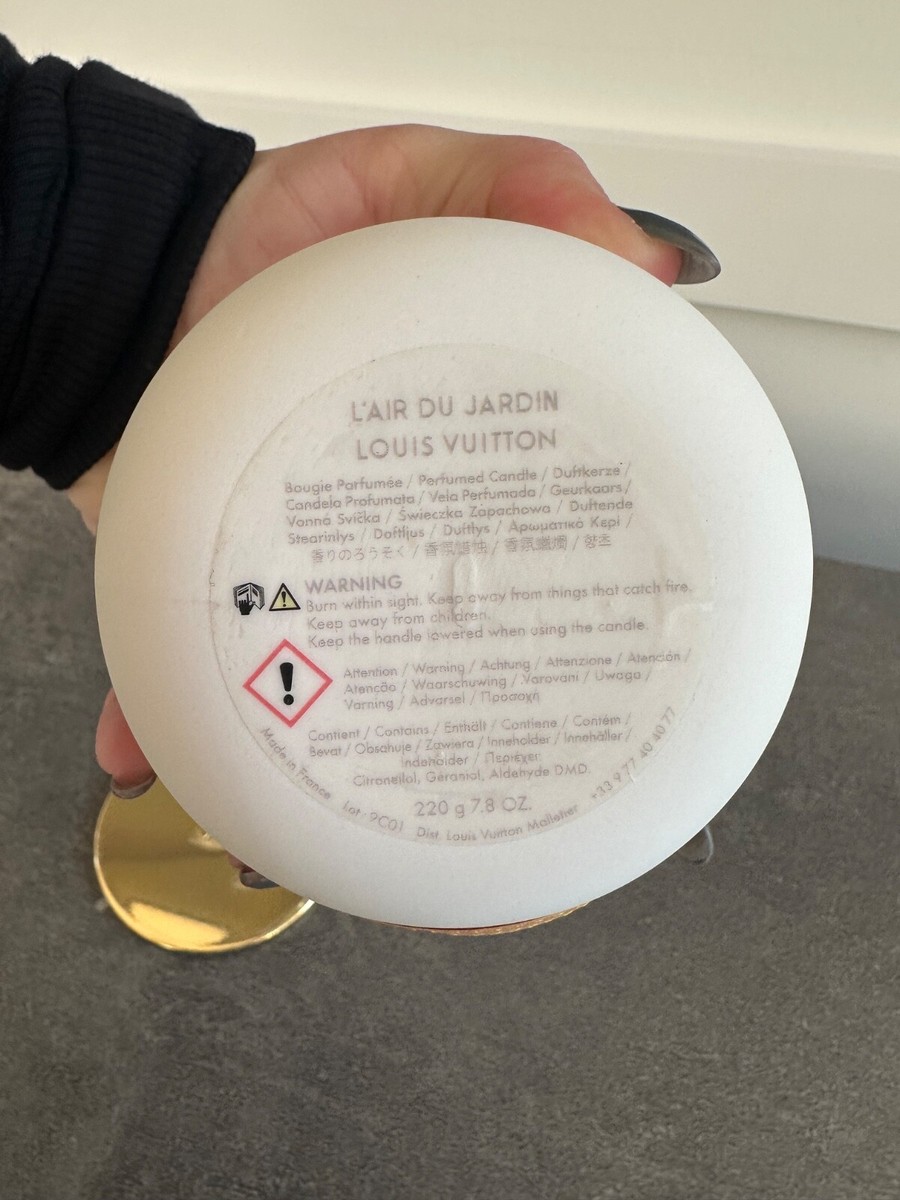 L'AIR DU JARDIN
LOUIS VUITTON
Bougie Parfumée / Perfumed Candle / Duftkerze /
Candela Profumata / Vela Perfumada / Geurkaars /
Vonná Svíčka / Świeczka Zapachowa / Duftende
Stearinlys / Doftljus / Duftlys / Αρωματικό Κερί /
香りのろうそく / 香氛蜡烛 / 香氛蠟燭 / 향초
WARNING
Burn within sight. Keep away from things that catch fire.
Keep away from children.
Keep the handle lowered when using the candle.
Attention / Warning / Achtung / Attenzione / Atención /
Atenção / Waarschuwing / Varování / Uwaga /
Varning / Advarsel / Προσοχή
Contient / Contains / Enthält / Contiene / Contém /
Bevat / Obsahuje / Zawiera / Inneholder / Innehåller /
Indeholder / Περιέχει:
Citronellol, Geraniol, Aldehyde DMD.
220 g 7.8 OZ.
Made in France Lot : 9C01 Dist. Louis Vuitton Malletier +33 9 77 40 40 77